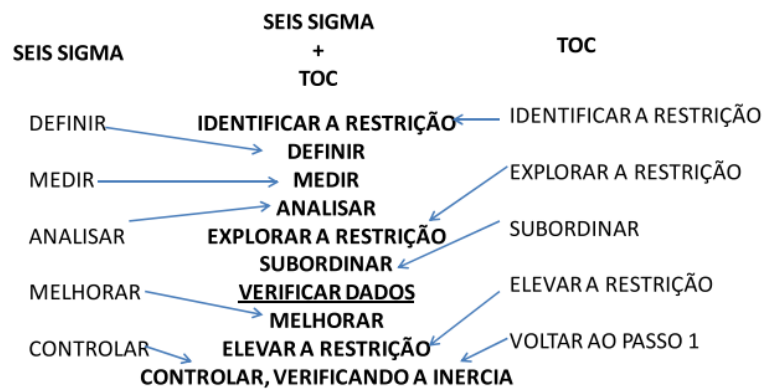 SEIS SIGMA
SEIS SIGMA
+
TOC
TOC
DEFINIR
MEDIR
ANALISAR
MELHORAR
CONTROLAR
IDENTIFICAR A RESTRIÇÃO
DEFINIR
MEDIR
ANALISAR
EXPLORAR A RESTRIÇÃO
SUBORDINAR
VERIFICAR DADOS
MELHORAR
ELEVAR A RESTRIÇÃO
CONTROLAR, VERIFICANDO A INERCIA
IDENTIFICAR A RESTRIÇÃO
EXPLORAR A RESTRIÇÃO
SUBORDINAR
ELEVAR A RESTRIÇÃO
VOLTAR AO PASSO 1